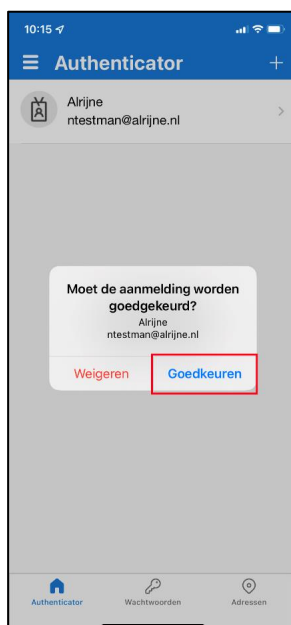 10:15
Authenticator
Alrijne
ntestman@alrijne.nl
Moet de aanmelding worden
goedgekeurd?
Alrijne
ntestman@alrijne.nl
Weigeren Goedkeuren
Authenticator Wachtwoorden Adressen